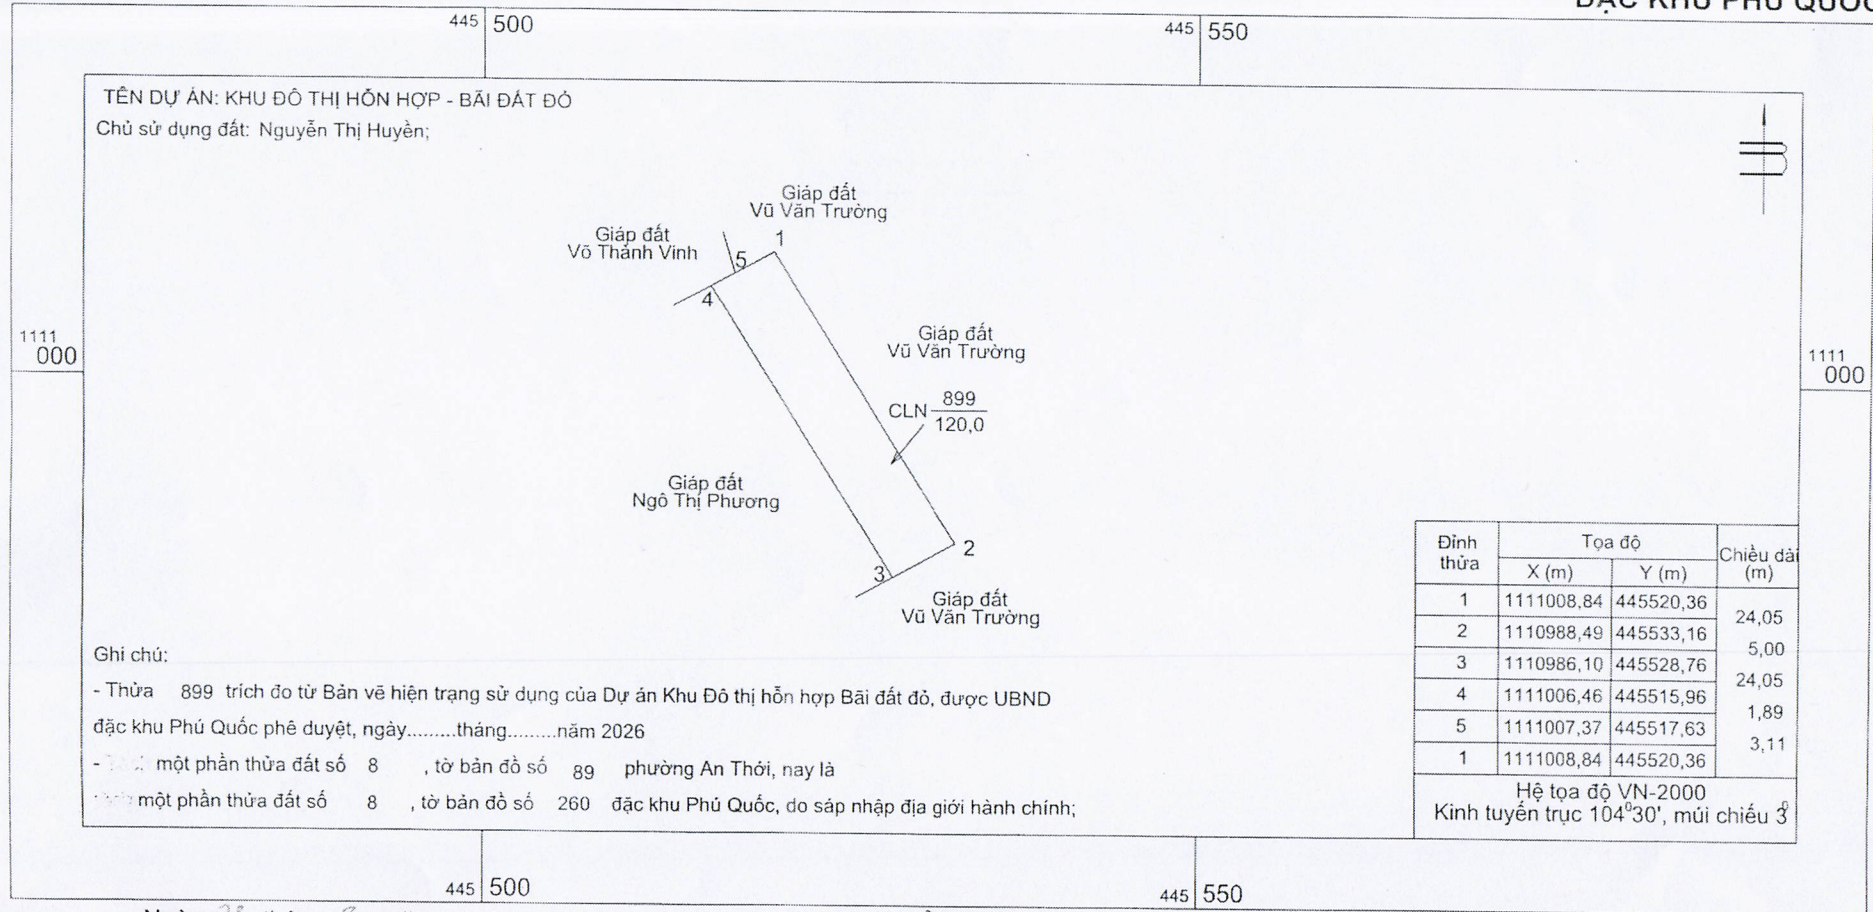 ĐẶC KHU PHÚ QUỐC
445 500
445 550
TÊN DỰ ÁN: KHU ĐÔ THỊ HỖN HỢP - BÃI ĐẤT ĐỎ
Chủ sử dụng đất: Nguyễn Thị Huyền;
Giáp đất
Vũ Văn Trường
Giáp đất
Võ Thành Vinh
1
5
4
1111
000
Giáp đất
Vũ Văn Trường
1111
000
CLN 899
120,0
Giáp đất
Ngô Thị Phương
2
3
Giáp đất
Vũ Văn Trường
Đỉnh thửa Tọa độ Chiều dài (m)
X (m) Y (m)
1 1111008,84 445520,36
24,05
2 1110988,49 445533,16
5,00
3 1110986,10 445528,76
24,05
4 1111006,46 445515,96
1,89
5 1111007,37 445517,63
3,11
1 1111008,84 445520,36
Hệ tọa độ VN-2000
Kinh tuyến trục 104⁰30', múi chiếu 3⁰
Ghi chú:
- Thửa 899 trích đo từ Bản vẽ hiện trạng sử dụng của Dự án Khu Đô thị hỗn hợp Bãi đất đỏ, được UBND
đặc khu Phú Quốc phê duyệt, ngày.........tháng.........năm 2026
- một phần thửa đất số 8 , tờ bản đồ số 89 phường An Thới, nay là
một phần thửa đất số 8 , tờ bản đồ số 260 đặc khu Phú Quốc, do sáp nhập địa giới hành chính;
445 500
445 550